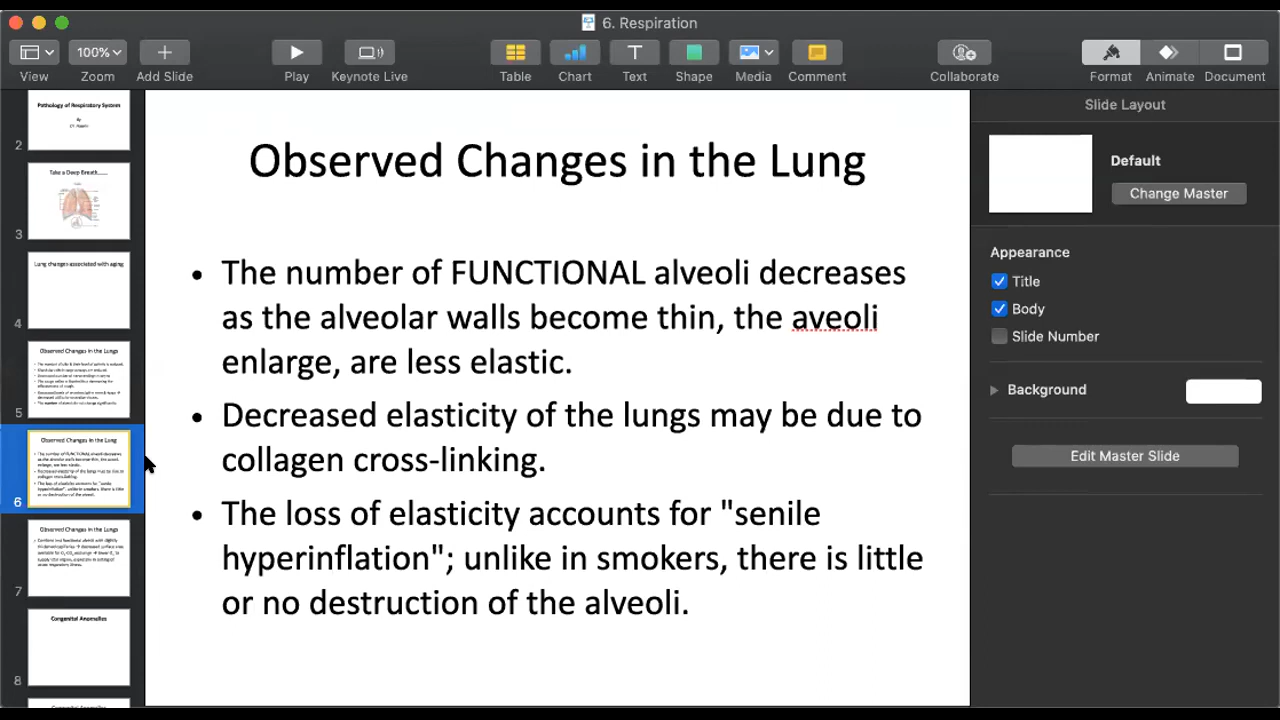 6. Respiration
100%
View
Zoom
Add Slide
Play
Keynote Live
Table
Chart
Text
Shape
Media
Comment
Collaborate
Format
Animate
Document
Pathology of Respiratory System
By
2
Take a Deep Breath
3
Lung changes associated with aging
4
Observed Changes in the Lungs
5
Observed Changes in the Lung
6
Observed Changes in the Lungs
7
Congenital Anomalies
8
Observed Changes in the Lung
• The number of FUNCTIONAL alveoli decreases
as the alveolar walls become thin, the aveoli
enlarge, are less elastic.
• Decreased elasticity of the lungs may be due to
collagen cross-linking.
• The loss of elasticity accounts for "senile
hyperinflation"; unlike in smokers, there is little
or no destruction of the alveoli.
Slide Layout
Default
Change Master
Appearance
Title
Body
Slide Number
Background
Edit Master Slide